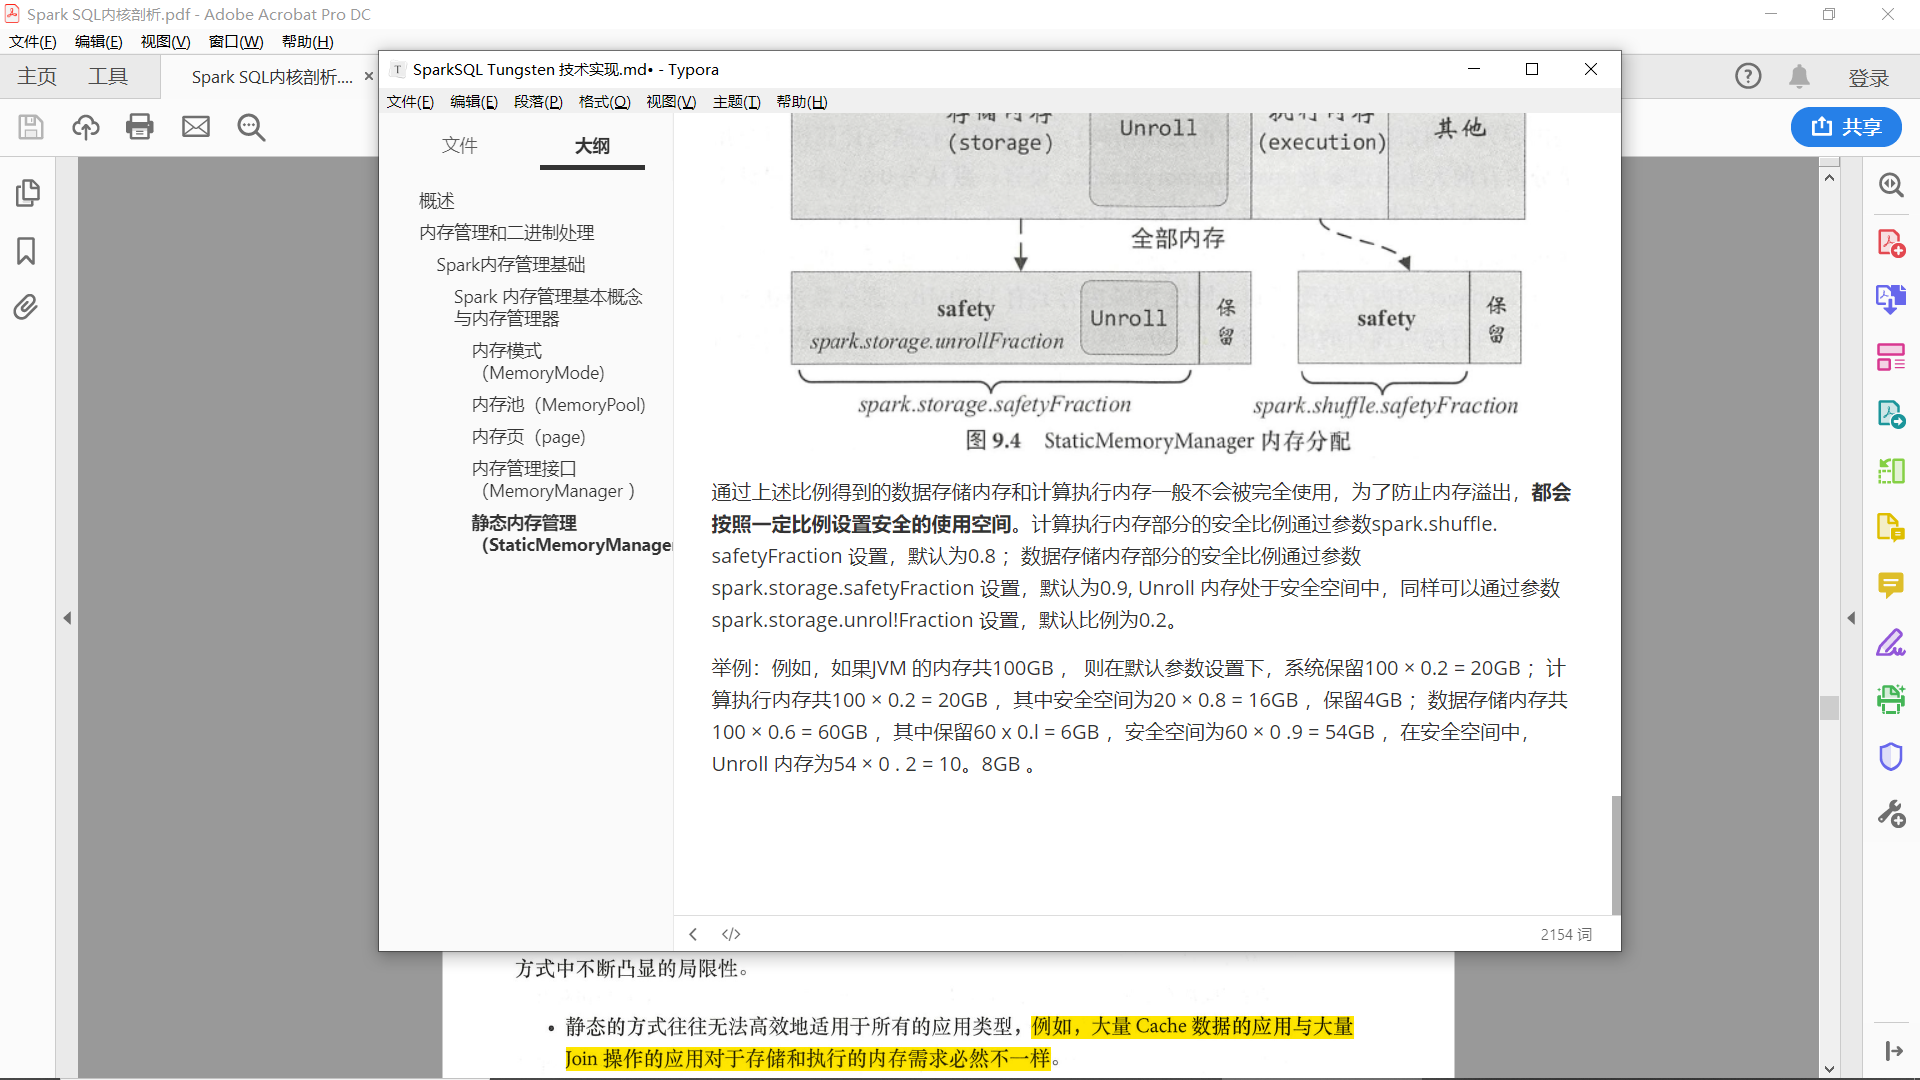 Spark SQL内核剖析.pdf - Adobe Acrobat Pro DC
文件(F) 编辑(E) 视图(V) 窗口(W) 帮助(H)
主页 工具 Spark SQL内核剖析.... × 登录
共享
SparkSQL Tungsten 技术实现.md• - Typora
文件(F) 编辑(E) 段落(P) 格式(O) 视图(V) 主题(T) 帮助(H)
文件 大纲
概述
内存管理和二进制处理
Spark内存管理基础
Spark 内存管理基本概念
与内存管理器
内存模式
（MemoryMode)
内存池（MemoryPool)
内存页（page)
内存管理接口
（MemoryManager ）
静态内存管理
（StaticMemoryManage
存储内存 Unroll 执行内存 其他
(storage) (execution)
全部内存
safety Unroll 保留
spark.storage.unrollFraction
safety 保留
spark.storage.safetyFraction spark.shuffle.safetyFraction
图 9.4 StaticMemoryManager 内存分配
通过上述比例得到的数据存储内存和计算执行内存一般不会被完全使用，为了防止内存溢出，都会
按照一定比例设置安全的使用空间。计算执行内存部分的安全比例通过参数spark.shuffle.
safetyFraction 设置，默认为0.8 ；数据存储内存部分的安全比例通过参数
spark.storage.safetyFraction 设置，默认为0.9, Unroll 内存处于安全空间中，同样可以通过参数
spark.storage.unrol!Fraction 设置，默认比例为0.2。
举例：例如，如果JVM 的内存共100GB ， 则在默认参数设置下，系统保留100 × 0.2 = 20GB ；计
算执行内存共100 × 0.2 = 20GB ，其中安全空间为20 × 0.8 = 16GB ，保留4GB ；数据存储内存共
100 × 0.6 = 60GB ，其中保留60 x 0.l = 6GB ，安全空间为60 × 0 .9 = 54GB ，在安全空间中，
Unroll 内存为54 × 0 . 2 = 10。8GB 。
2154 词
方式中不断凸显的局限性。
• 静态的方式往往无法高效地适用于所有的应用类型，例如，大量 Cache 数据的应用与大量
Join 操作的应用对于存储和执行的内存需求必然不一样。